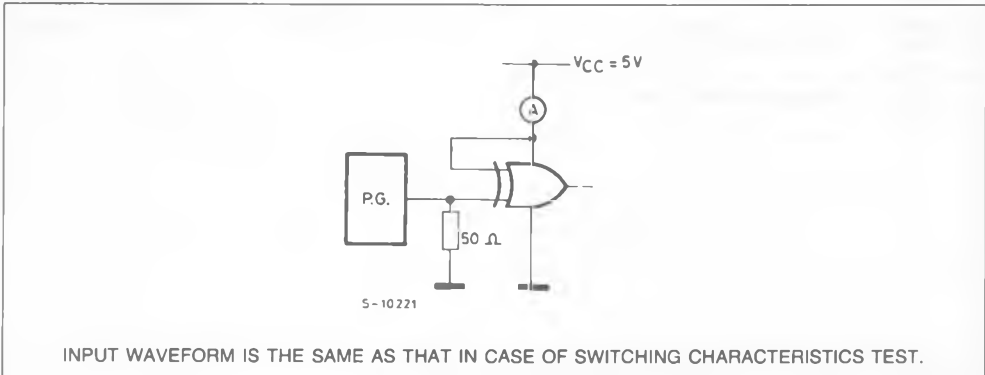 VCC = 5V
A
P.G.
50 Ω
S-10221
INPUT WAVEFORM IS THE SAME AS THAT IN CASE OF SWITCHING CHARACTERISTICS TEST.